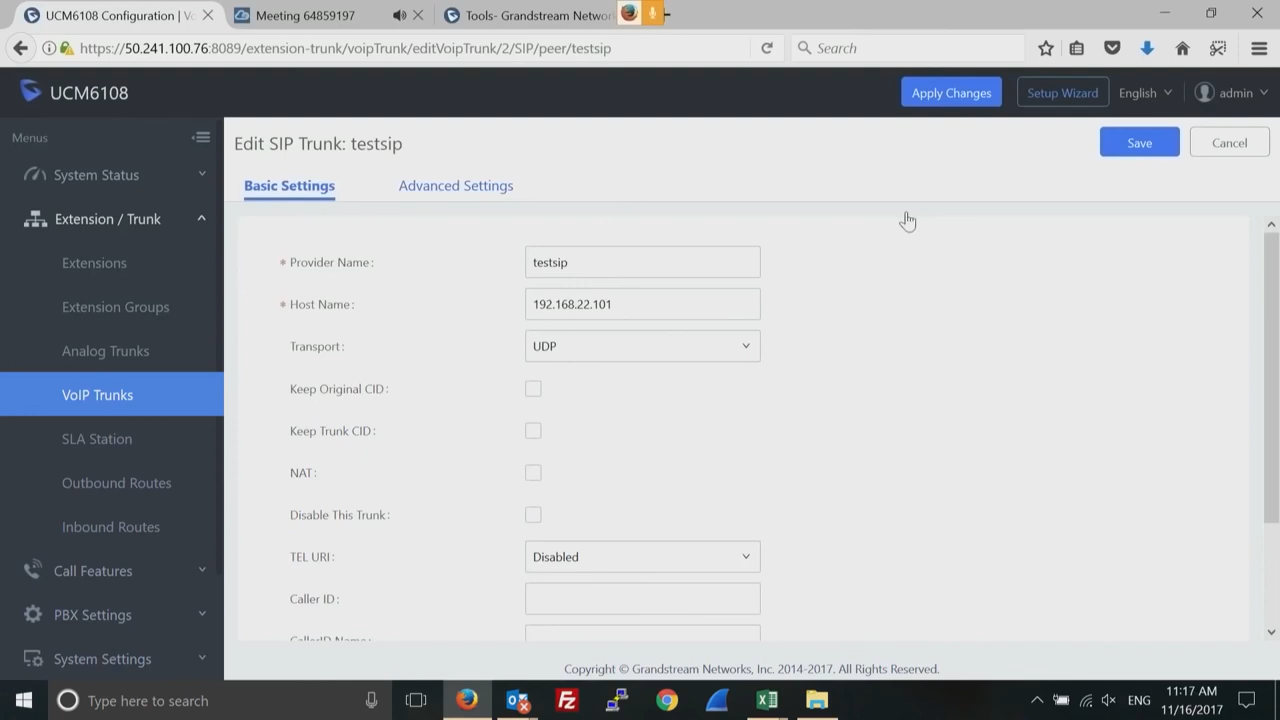 UCM6108 Configuration | Vo
Meeting 64859197
Tools- Grandstream Networ
https://50.241.100.76:8089/extension-trunk/voipTrunk/editVoipTrunk/2/SIP/peer/testsip
Search
UCM6108
Apply Changes
Setup Wizard
English
admin
Menus
System Status
Extension / Trunk
Extensions
Extension Groups
Analog Trunks
VoIP Trunks
SLA Station
Outbound Routes
Inbound Routes
Call Features
PBX Settings
System Settings
Edit SIP Trunk: testsip
Save
Cancel
Basic Settings
Advanced Settings
* Provider Name :
testsip
* Host Name :
192.168.22.101
Transport :
UDP
Keep Original CID :
Keep Trunk CID :
NAT :
Disable This Trunk :
TEL URI :
Disabled
Caller ID :
CallerID Name :
Copyright © Grandstream Networks, Inc. 2014-2017. All Rights Reserved.
Type here to search
ENG
11:17 AM
11/16/2017